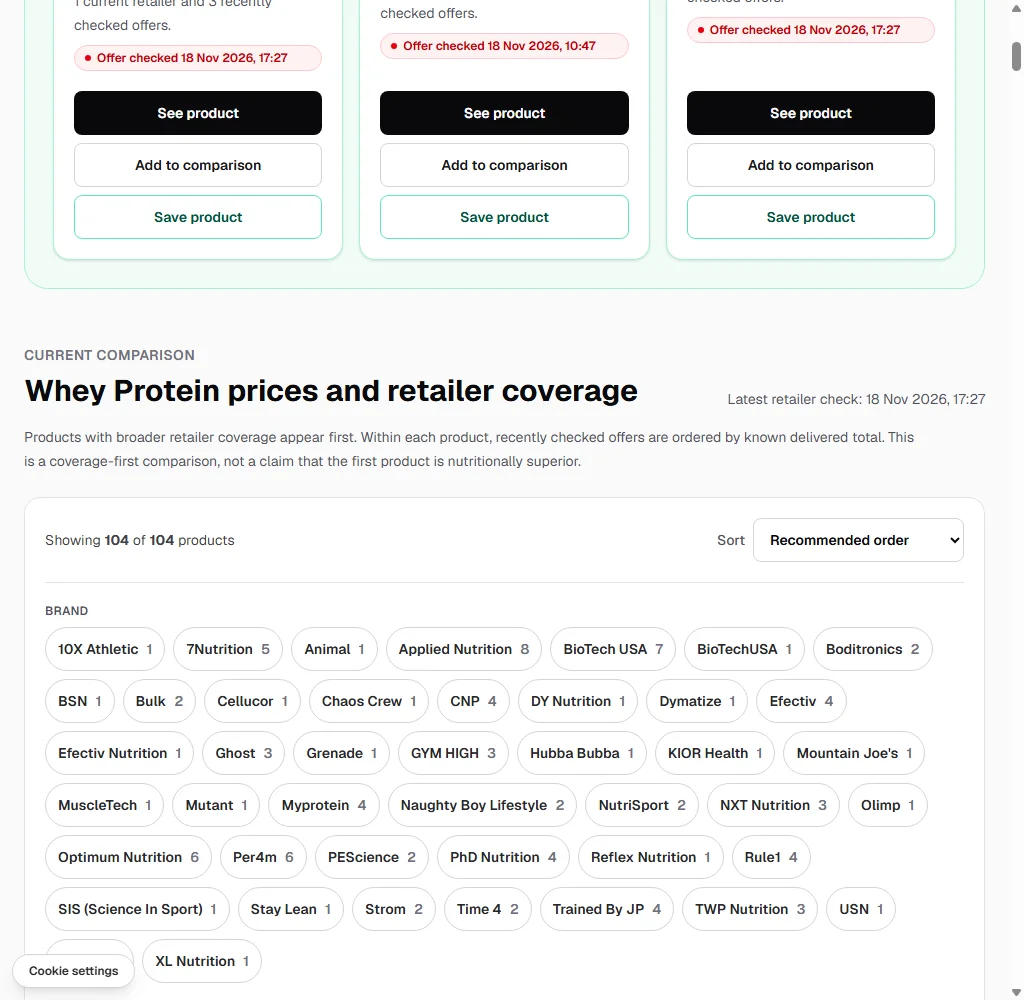 1 current retailer and 3 recently
checked offers.
Offer checked 18 Nov 2026, 17:27
See product
Add to comparison
Save product
checked offers.
Offer checked 18 Nov 2026, 10:47
See product
Add to comparison
Save product
checked offers.
Offer checked 18 Nov 2026, 17:27
See product
Add to comparison
Save product
CURRENT COMPARISON
Whey Protein prices and retailer coverage
Latest retailer check: 18 Nov 2026, 17:27
Products with broader retailer coverage appear first. Within each product, recently checked offers are ordered by known delivered total. This
is a coverage-first comparison, not a claim that the first product is nutritionally superior.
Showing 104 of 104 products
Sort Recommended order
BRAND
10X Athletic 1 7Nutrition 5 Animal 1 Applied Nutrition 8 BioTech USA 7 BioTechUSA 1 Boditronics 2
BSN 1 Bulk 2 Cellucor 1 Chaos Crew 1 CNP 4 DY Nutrition 1 Dymatize 1 Efectiv 4
Efectiv Nutrition 1 Ghost 3 Grenade 1 GYM HIGH 3 Hubba Bubba 1 KIOR Health 1 Mountain Joe's 1
MuscleTech 1 Mutant 1 Myprotein 4 Naughty Boy Lifestyle 2 NutriSport 2 NXT Nutrition 3 Olimp 1
Optimum Nutrition 6 Per4m 6 PEScience 2 PhD Nutrition 4 Reflex Nutrition 1 Rule1 4
SIS (Science In Sport) 1 Stay Lean 1 Strom 2 Time 4 2 Trained By JP 4 TWP Nutrition 3 USN 1
XL Nutrition 1
Cookie settings